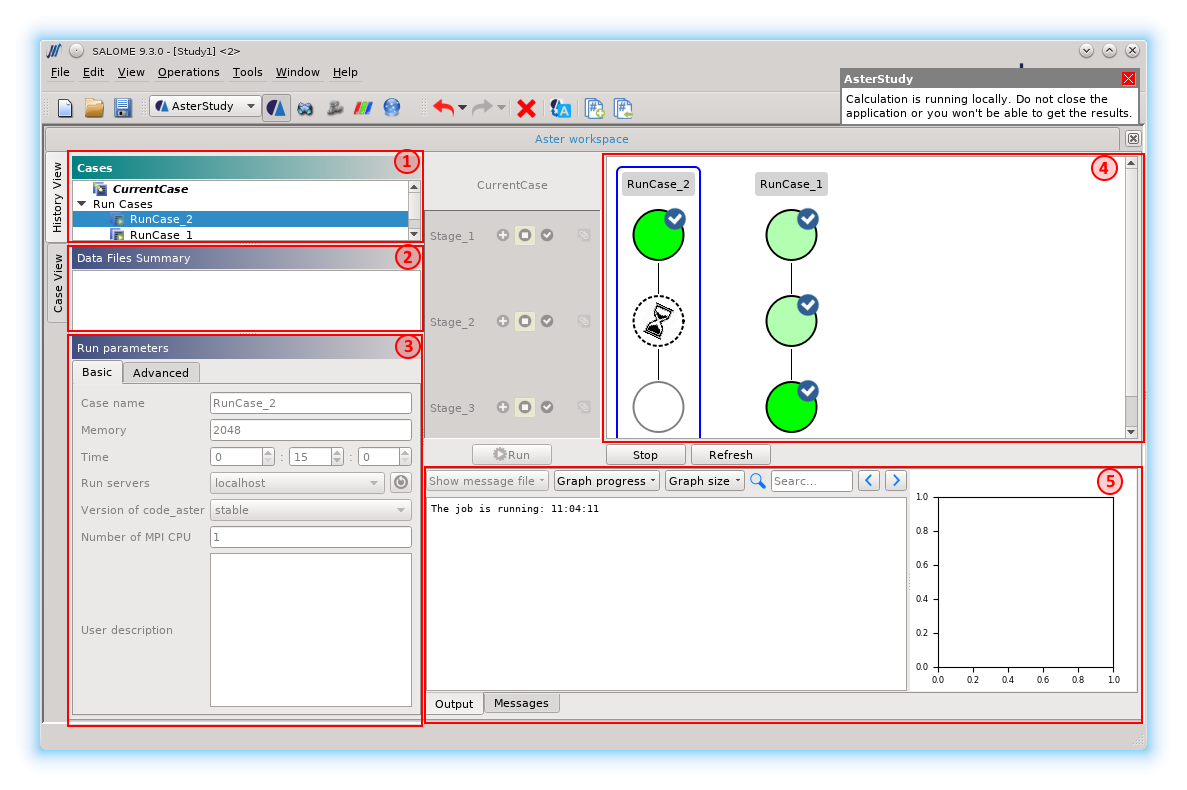 SALOME 9.3.0 - [Study1] <2>
File Edit View Operations Tools Window Help
AsterStudy
Calculation is running locally. Do not close the
application or you won't be able to get the results.
AsterStudy
Aster workspace
History View
Case View
Cases
1
CurrentCase
Run Cases
RunCase_2
RunCase_1
Data Files Summary
2
Run parameters
3
Basic Advanced
Case name RunCase_2
Memory 2048
Time 0 : 15 : 0
Run servers localhost
Version of code_aster stable
Number of MPI CPU 1
User description
CurrentCase
Stage_1
Stage_2
Stage_3
Run
RunCase_2 RunCase_1
4
Stop Refresh
Show message file Graph progress Graph size Searc...
5
The job is running: 11:04:11
1.0
0.8
0.6
0.4
0.2
0.0
0.0 0.2 0.4 0.6 0.8 1.0
Output Messages